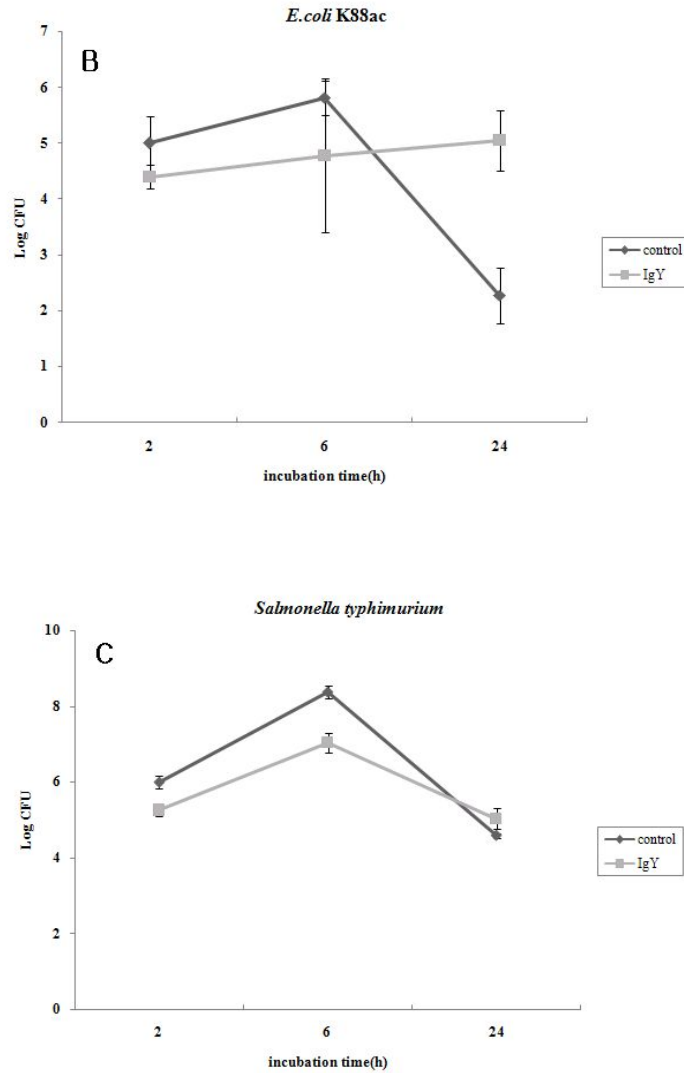 E.coli K88ac
B
7
6
5
4
3
2
1
0
Log CFU
2 6 24
incubation time(h)
control
IgY
Salmonella typhimurium
C
10
8
6
4
2
0
Log CFU
2 6 24
incubation time(h)
control
IgY